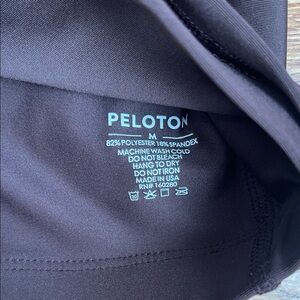 PELOTON
M
82% POLYESTER 18% SPANDEX
MACHINE WASH COLD
DO NOT BLEACH
HANG TO DRY
DO NOT IRON
MADE IN USA
RN# 160280